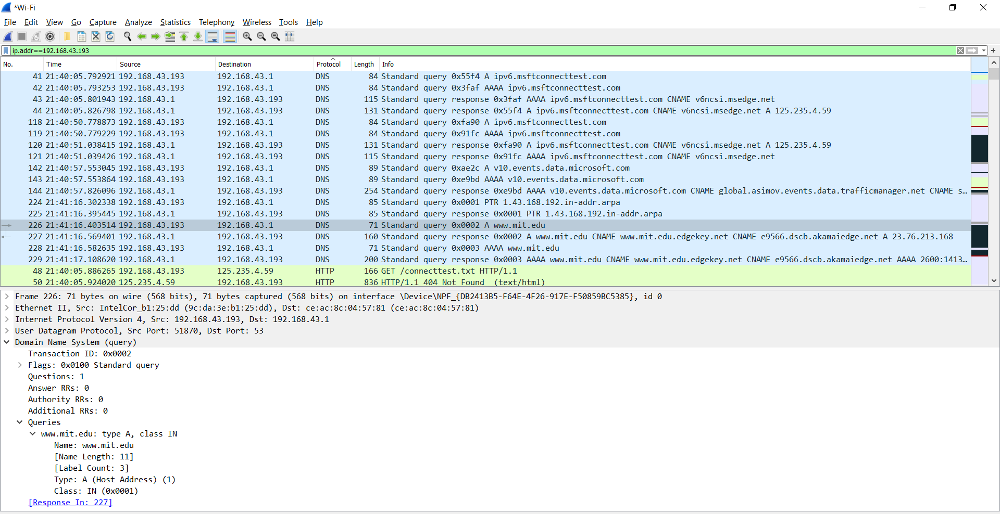 *Wi-Fi
File Edit View Go Capture Analyze Statistics Telephony Wireless Tools Help
ip.addr==192.168.43.193
No. Time Source Destination Protocol Length Info
41 21:40:05.792921 192.168.43.193 192.168.43.1 DNS 84 Standard query 0x55f4 A ipv6.msftconnecttest.com
42 21:40:05.793253 192.168.43.193 192.168.43.1 DNS 84 Standard query 0x3faf AAAA ipv6.msftconnecttest.com
43 21:40:05.801943 192.168.43.1 192.168.43.193 DNS 115 Standard query response 0x3faf AAAA ipv6.msftconnecttest.com CNAME v6ncsi.msedge.net
44 21:40:05.826798 192.168.43.1 192.168.43.193 DNS 131 Standard query response 0x55f4 A ipv6.msftconnecttest.com CNAME v6ncsi.msedge.net A 125.235.4.59
118 21:40:50.778873 192.168.43.193 192.168.43.1 DNS 84 Standard query 0xfa90 A ipv6.msftconnecttest.com
119 21:40:50.779229 192.168.43.193 192.168.43.1 DNS 84 Standard query 0x91fc AAAA ipv6.msftconnecttest.com
120 21:40:51.038415 192.168.43.1 192.168.43.193 DNS 131 Standard query response 0xfa90 A ipv6.msftconnecttest.com CNAME v6ncsi.msedge.net A 125.235.4.59
121 21:40:51.039426 192.168.43.1 192.168.43.193 DNS 115 Standard query response 0x91fc AAAA ipv6.msftconnecttest.com CNAME v6ncsi.msedge.net
142 21:40:57.553045 192.168.43.193 192.168.43.1 DNS 89 Standard query 0xae2c A v10.events.data.microsoft.com
143 21:40:57.553864 192.168.43.193 192.168.43.1 DNS 89 Standard query 0xe9bd AAAA v10.events.data.microsoft.com
144 21:40:57.826096 192.168.43.1 192.168.43.193 DNS 254 Standard query response 0xe9bd AAAA v10.events.data.microsoft.com CNAME global.asimov.events.data.trafficmanager.net CNAME s…
224 21:41:16.302338 192.168.43.193 192.168.43.1 DNS 85 Standard query 0x0001 PTR 1.43.168.192.in-addr.arpa
225 21:41:16.395445 192.168.43.1 192.168.43.193 DNS 85 Standard query response 0x0001 PTR 1.43.168.192.in-addr.arpa
226 21:41:16.403514 192.168.43.193 192.168.43.1 DNS 71 Standard query 0x0002 A www.mit.edu
227 21:41:16.569401 192.168.43.1 192.168.43.193 DNS 160 Standard query response 0x0002 A www.mit.edu CNAME www.mit.edu.edgekey.net CNAME e9566.dscb.akamaiedge.net A 23.76.213.168
228 21:41:16.582635 192.168.43.193 192.168.43.1 DNS 71 Standard query 0x0003 AAAA www.mit.edu
229 21:41:17.108620 192.168.43.1 192.168.43.193 DNS 200 Standard query response 0x0003 AAAA www.mit.edu CNAME www.mit.edu.edgekey.net CNAME e9566.dscb.akamaiedge.net AAAA 2600:1413…
48 21:40:05.886265 192.168.43.193 125.235.4.59 HTTP 166 GET /connecttest.txt HTTP/1.1
50 21:40:05.924020 125.235.4.59 192.168.43.193 HTTP 836 HTTP/1.1 404 Not Found (text/html)
Frame 226: 71 bytes on wire (568 bits), 71 bytes captured (568 bits) on interface \Device\NPF_{DB2413B5-F64E-4F26-917E-F50859BC5385}, id 0
Ethernet II, Src: IntelCor_b1:25:dd (9c:da:3e:b1:25:dd), Dst: ce:ac:8c:04:57:81 (ce:ac:8c:04:57:81)
Internet Protocol Version 4, Src: 192.168.43.193, Dst: 192.168.43.1
User Datagram Protocol, Src Port: 51870, Dst Port: 53
Domain Name System (query)
Transaction ID: 0x0002
Flags: 0x0100 Standard query
Questions: 1
Answer RRs: 0
Authority RRs: 0
Additional RRs: 0
Queries
www.mit.edu: type A, class IN
Name: www.mit.edu
[Name Length: 11]
[Label Count: 3]
Type: A (Host Address) (1)
Class: IN (0x0001)
[Response In: 227]